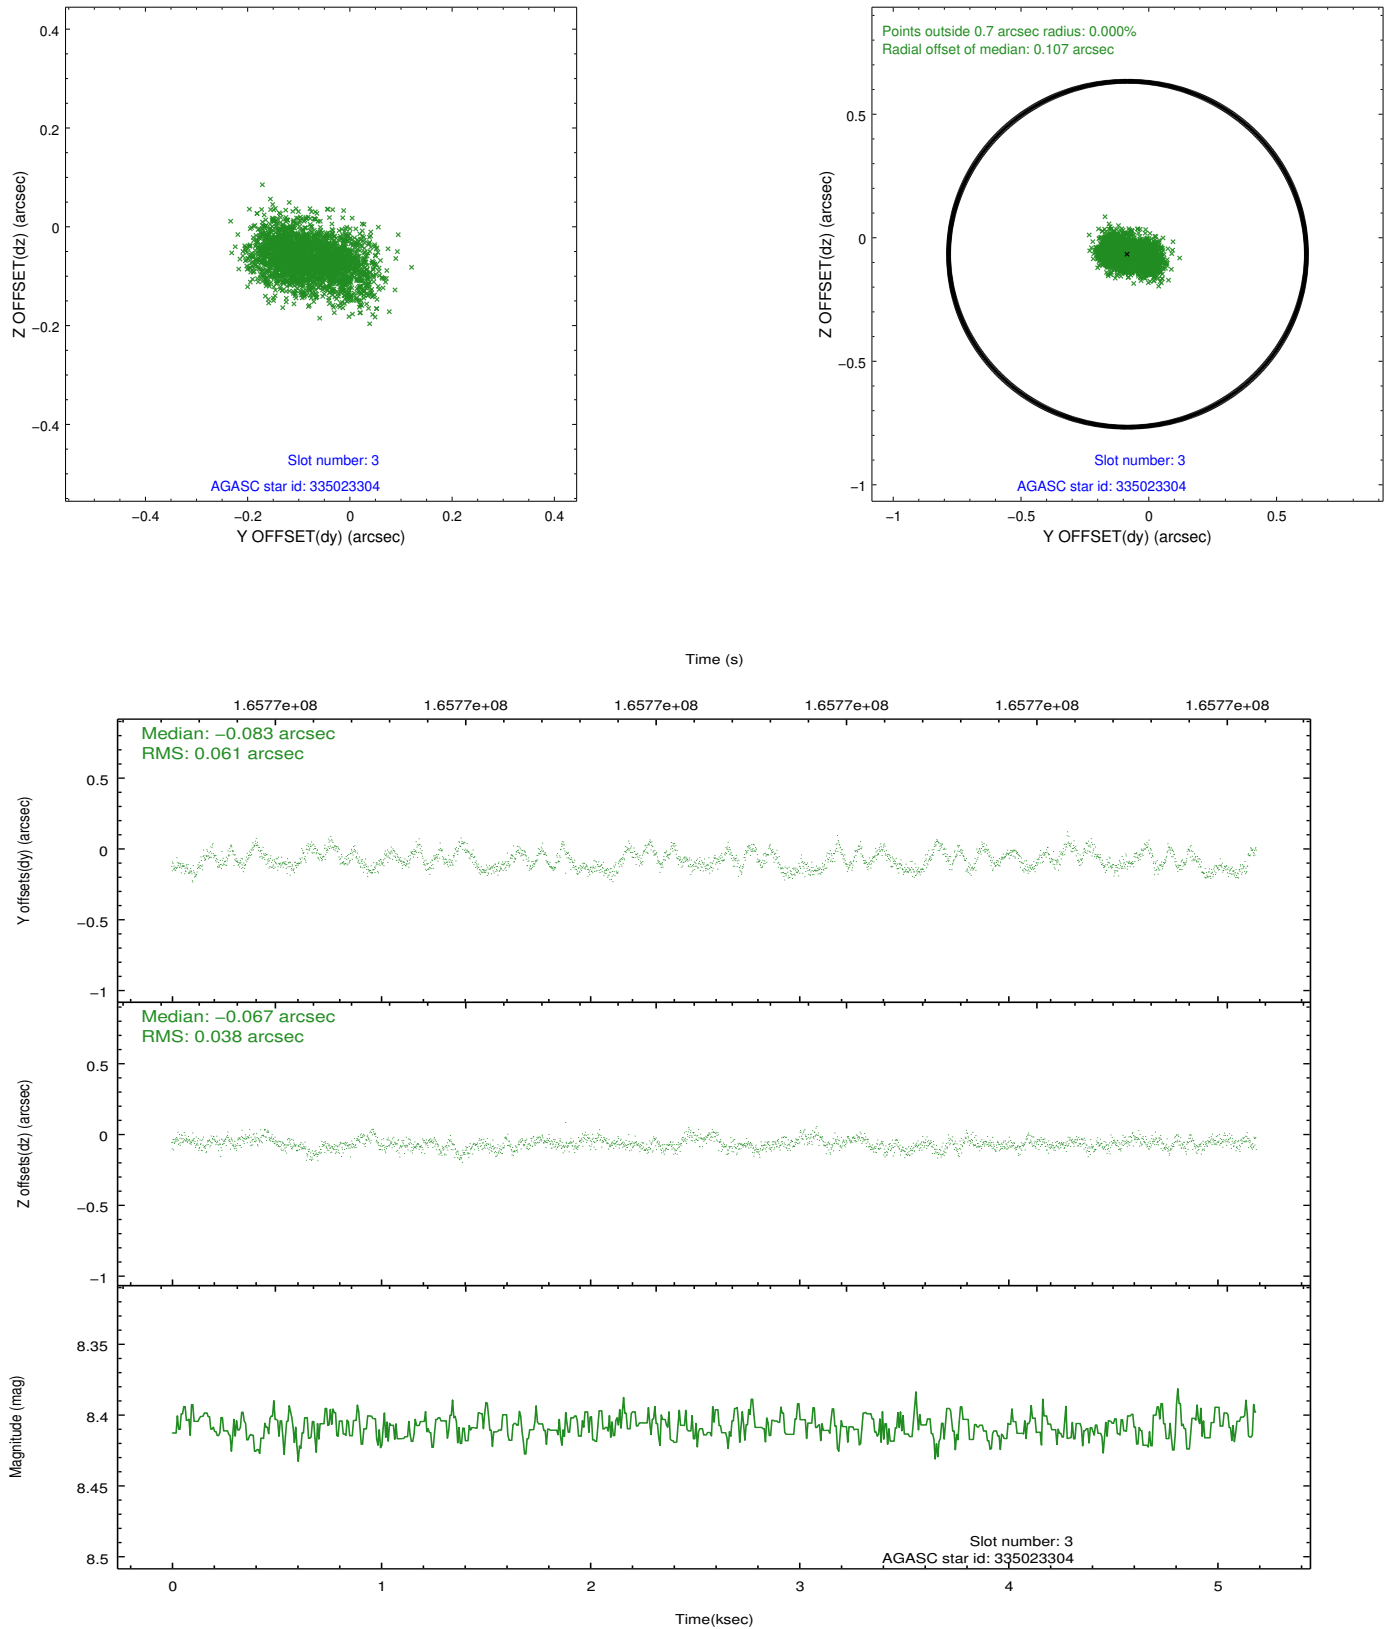 0.4
0.2
0
−0.2
−0.4
Z OFFSET(dz) (arcsec)
Slot number: 3
AGASC star id: 335023304
−0.4 −0.2 0 0.2 0.4
Y OFFSET(dy) (arcsec)
Points outside 0.7 arcsec radius: 0.000%
Radial offset of median: 0.107 arcsec
0.5
0
−0.5
−1
Z OFFSET(dz) (arcsec)
Slot number: 3
AGASC star id: 335023304
−1 −0.5 0 0.5
Y OFFSET(dy) (arcsec)
Time (s)
1.6577e+08 1.6577e+08 1.6577e+08 1.6577e+08 1.6577e+08 1.6577e+08
Median: −0.083 arcsec
RMS: 0.061 arcsec
0.5
0
−0.5
−1
Y offsets(dy) (arcsec)
Median: −0.067 arcsec
RMS: 0.038 arcsec
0.5
0
−0.5
−1
Z offsets(dz) (arcsec)
8.35
8.4
8.45
8.5
Magnitude (mag)
Slot number: 3
AGASC star id: 335023304
0 1 2 3 4 5
Time(ksec)